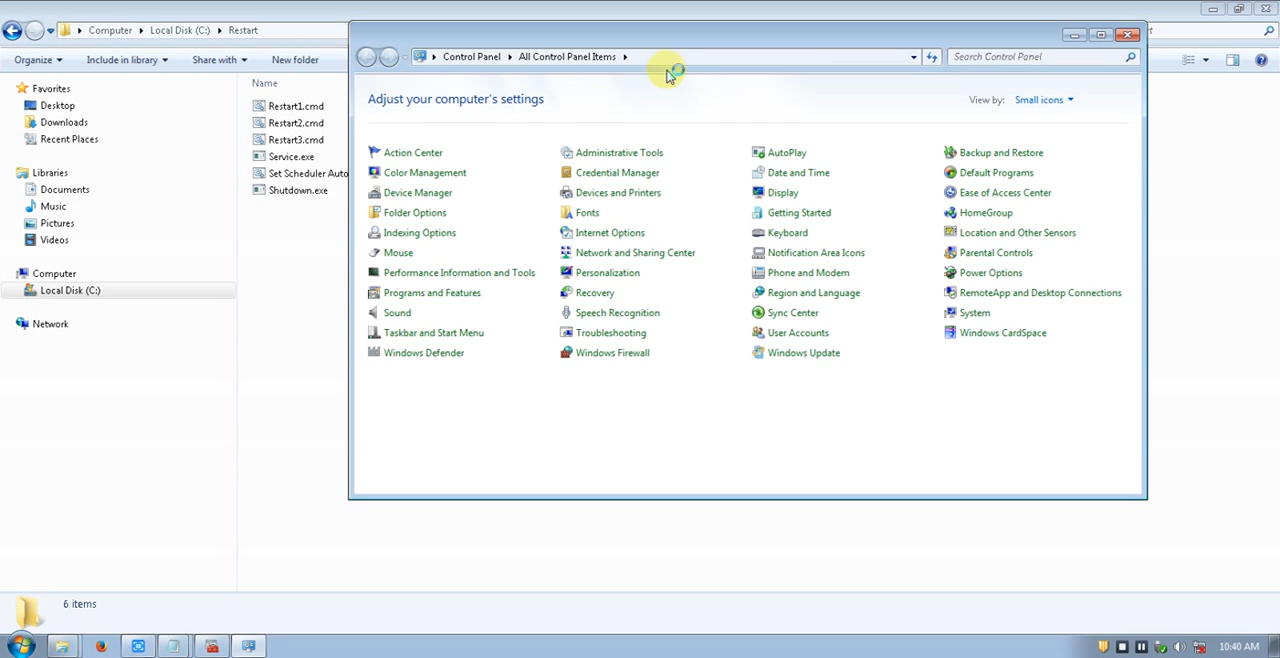 Computer Local Disk (C:) Restart
Organize Include in library Share with New folder
Favorites
Desktop
Downloads
Recent Places
Libraries
Documents
Music
Pictures
Videos
Computer
Local Disk (C:)
Network
Name
Restart1.cmd
Restart2.cmd
Restart3.cmd
Service.exe
Set Scheduler Auto
Shutdown.exe
Control Panel All Control Panel Items Search Control Panel
Adjust your computer's settings View by: Small icons
Action Center Administrative Tools AutoPlay Backup and Restore
Color Management Credential Manager Date and Time Default Programs
Device Manager Devices and Printers Display Ease of Access Center
Folder Options Fonts Getting Started HomeGroup
Indexing Options Internet Options Keyboard Location and Other Sensors
Mouse Network and Sharing Center Notification Area Icons Parental Controls
Performance Information and Tools Personalization Phone and Modem Power Options
Programs and Features Recovery Region and Language RemoteApp and Desktop Connections
Sound Speech Recognition Sync Center System
Taskbar and Start Menu Troubleshooting User Accounts Windows CardSpace
Windows Defender Windows Firewall Windows Update
6 items
10:40 AM